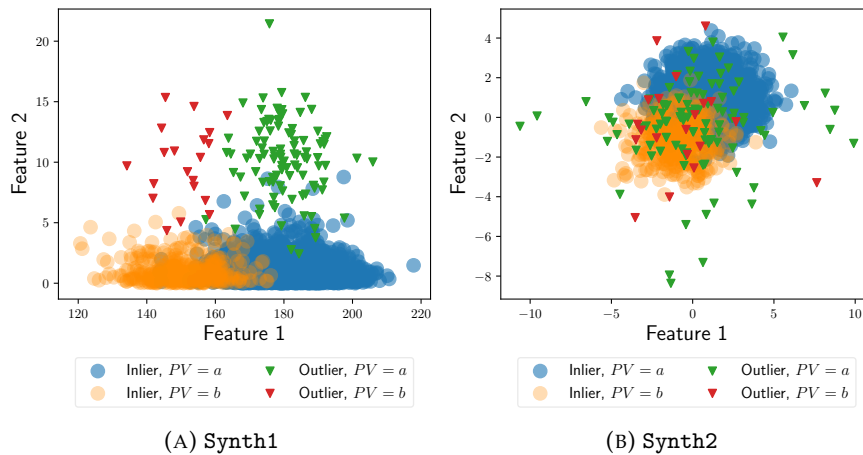 20
15
10
5
0
Feature 2
120 140 160 180 200 220
Feature 1
Inlier, PV = a
Outlier, PV = a
Inlier, PV = b
Outlier, PV = b
(A) Synth1
4
2
0
−2
−4
−6
−8
Feature 2
−10 −5 0 5 10
Feature 1
Inlier, PV = a
Outlier, PV = a
Inlier, PV = b
Outlier, PV = b
(B) Synth2